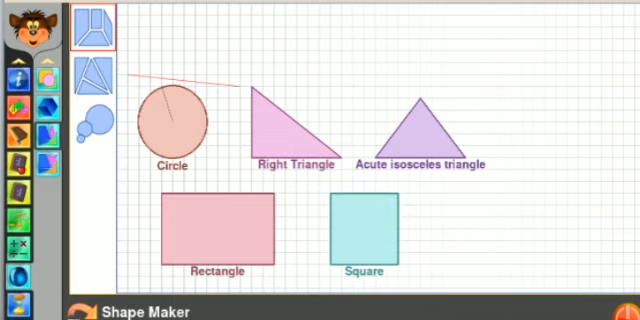 Circle
Right Triangle
Acute isosceles triangle
Rectangle
Square
Shape Maker